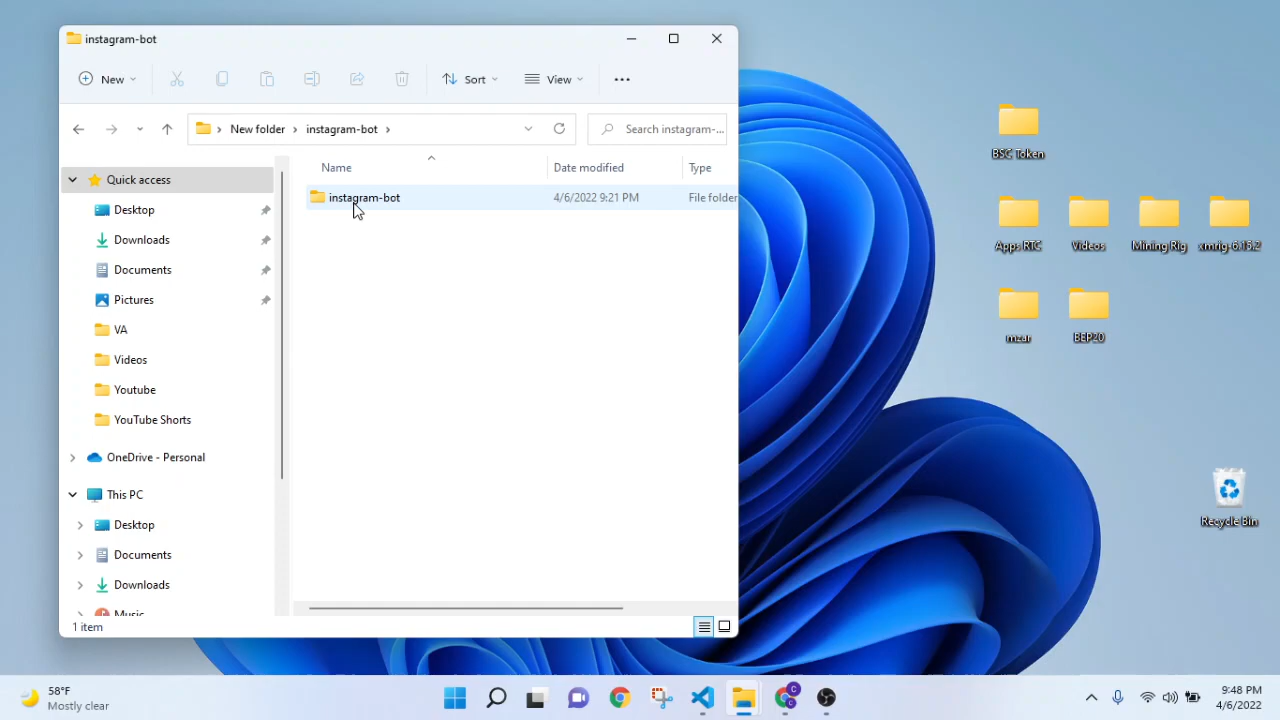 instagram-bot
New
Sort
View
New folder
instagram-bot
Search instagram-...
Name
Date modified
Type
instagram-bot
4/6/2022 9:21 PM
File folder
Quick access
Desktop
Downloads
Documents
Pictures
VA
Videos
Youtube
YouTube Shorts
OneDrive - Personal
This PC
Desktop
Documents
Downloads
Music
1 item
BSC Token
Apps RTC
Videos
Mining Rig
xmrig-6.15.2
mzar
BEP20
Recycle Bin
58°F
Mostly clear
C
C
9:48 PM
4/6/2022